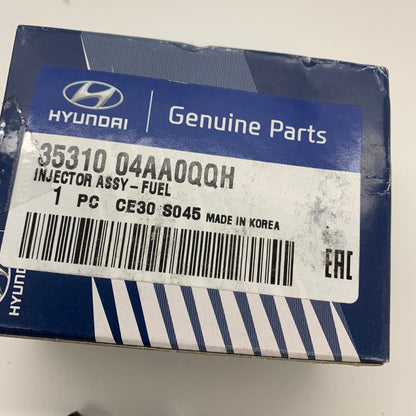 HYUNDAI
Genuine Parts
35310 04AA0QQH
INJECTOR ASSY-FUEL
1 PC CE30 S045 MADE IN KOREA
EAC
HYUNDAI